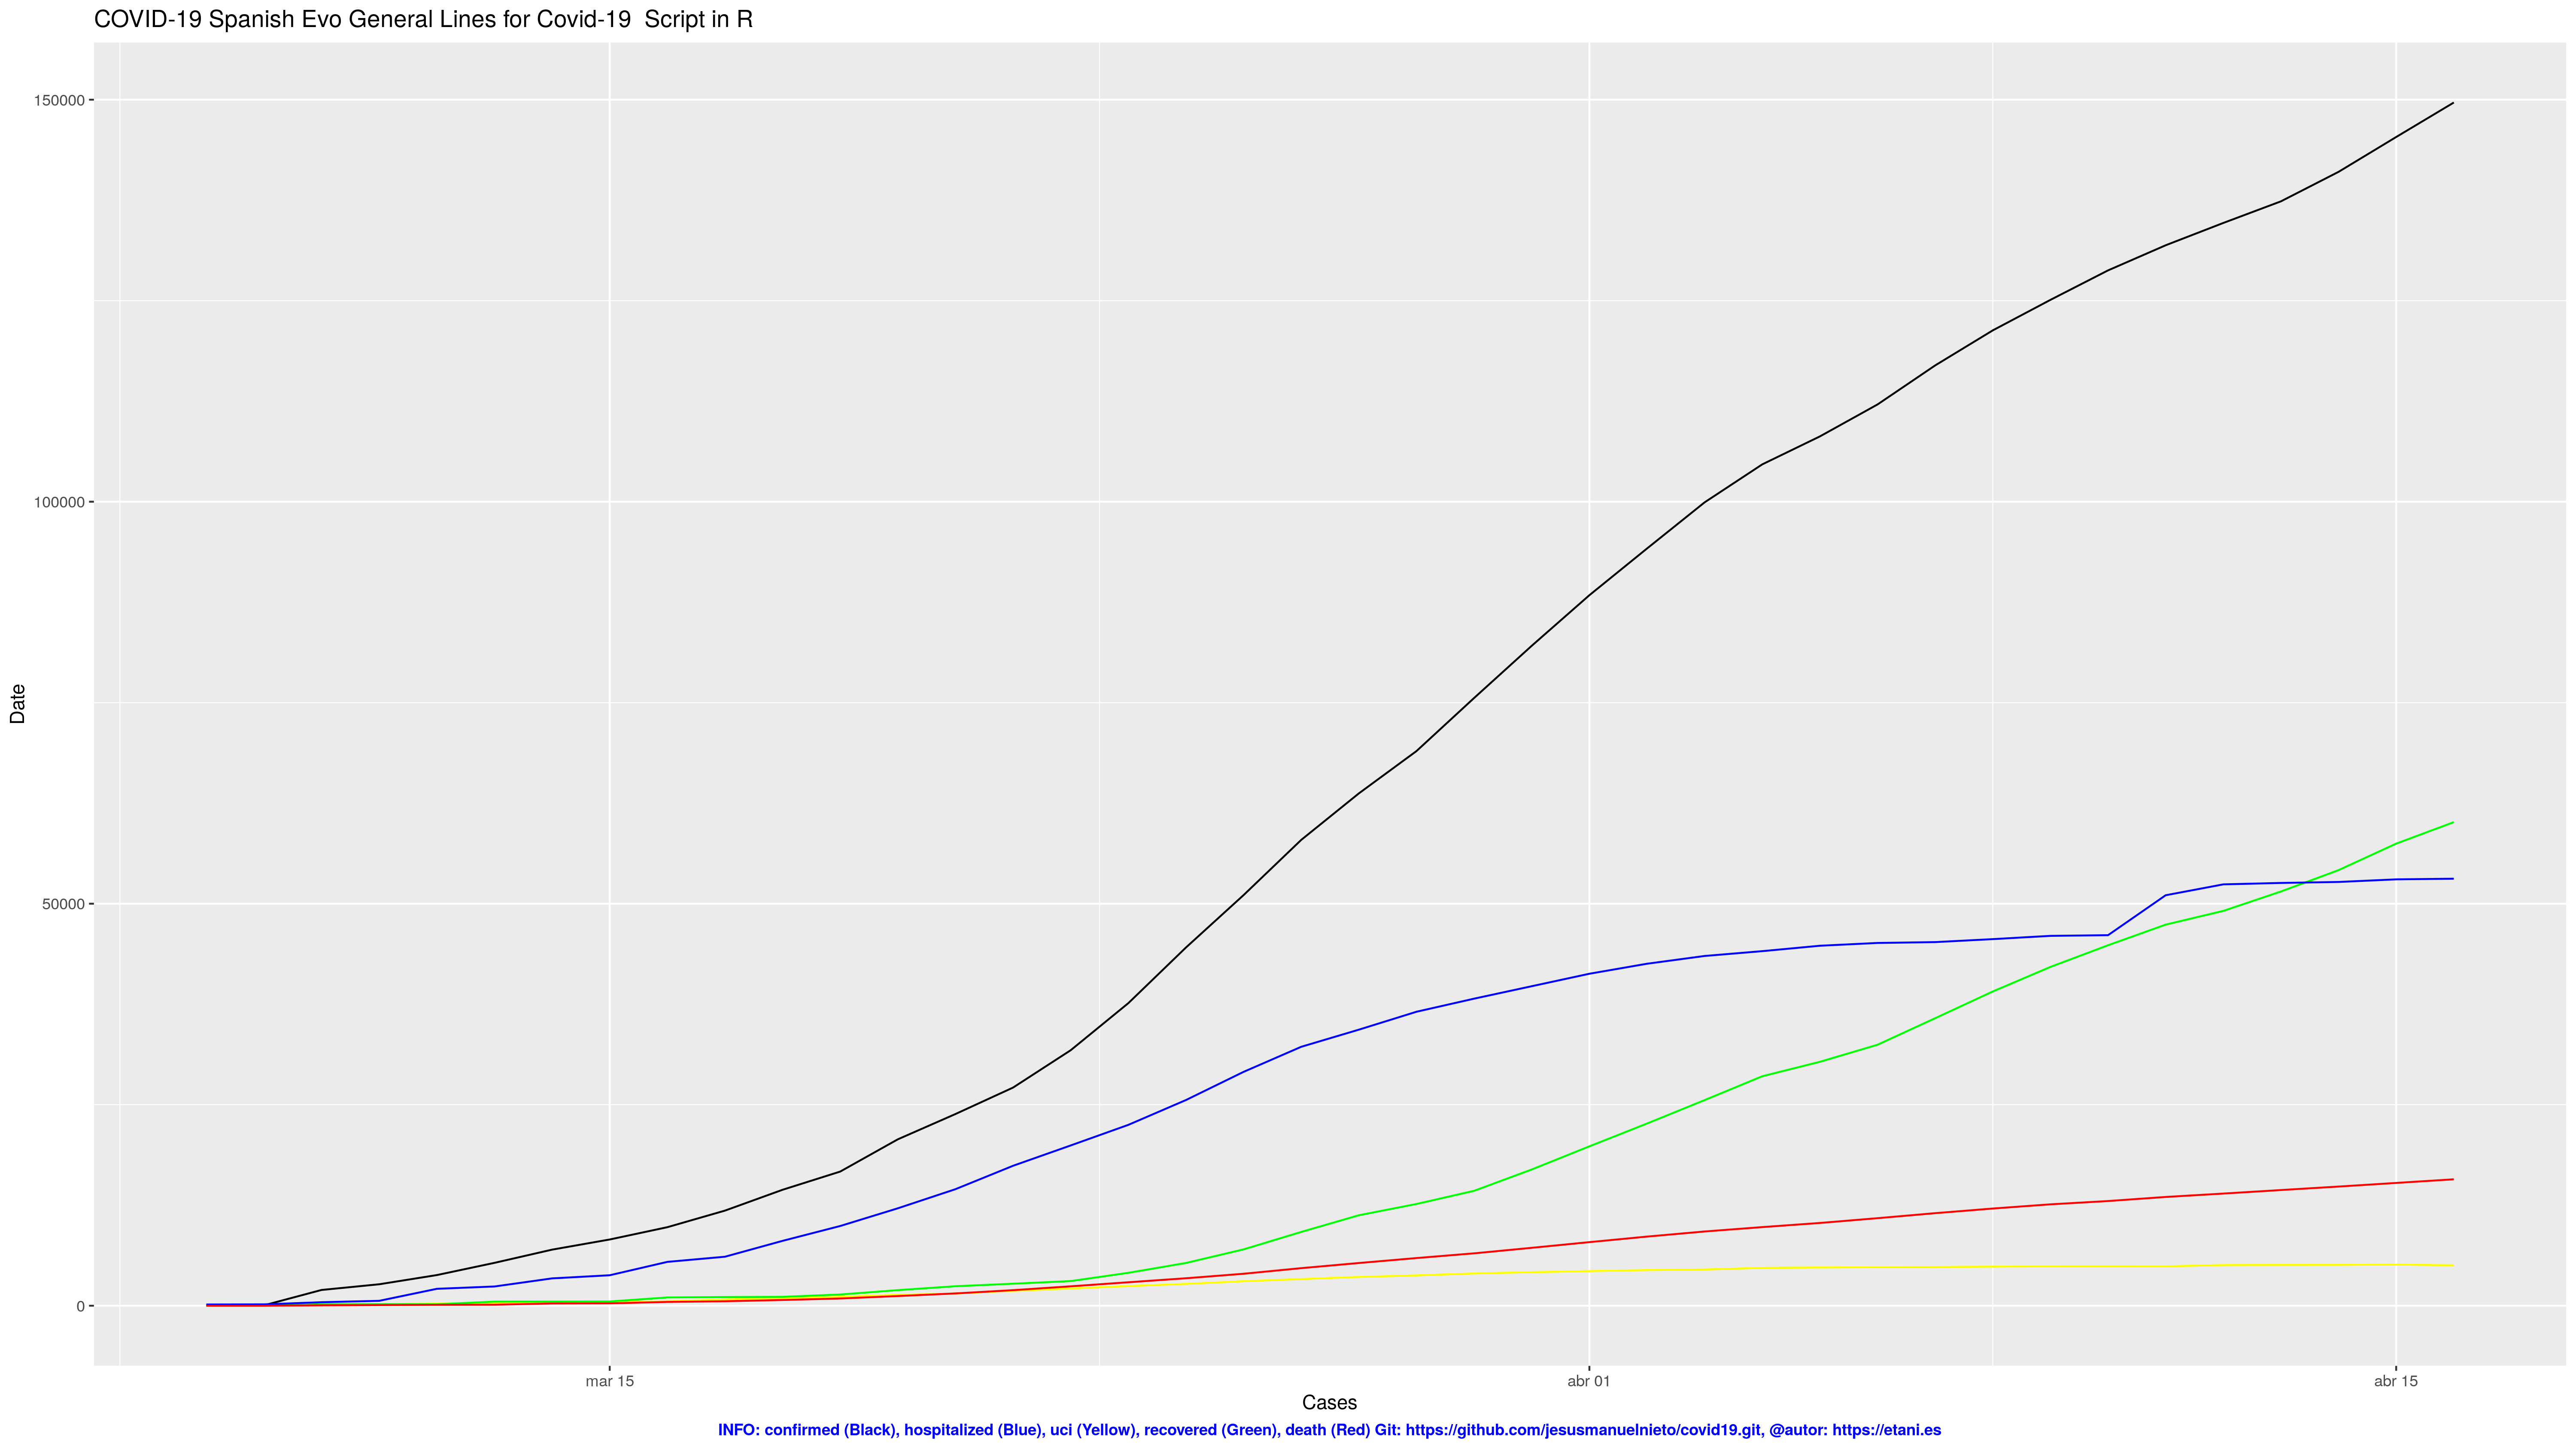 COVID-19 Spanish Evo General Lines for Covid-19  Script in R
150000
100000
50000
0
Date
mar 15
abr 01
abr 15
Cases
INFO: confirmed (Black), hospitalized (Blue), uci (Yellow), recovered (Green), death (Red) Git: https://github.com/jesusmanuelnieto/covid19.git, @autor: https://etani.es